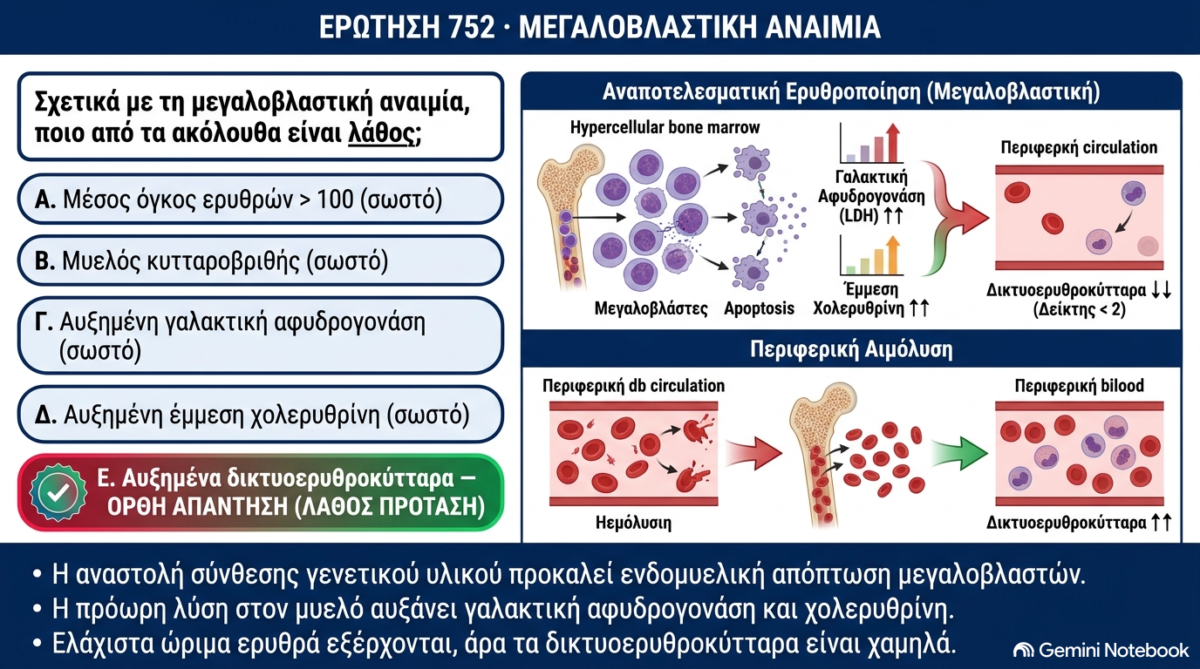 ΕΡΩΤΗΣΗ 752 · ΜΕΓΑΛΟΒΛΑΣΤΙΚΗ ΑΝΑΙΜΙΑ
Σχετικά με τη μεγαλοβλαστική αναιμία,
ποιο από τα ακόλουθα είναι λάθος;
Α. Μέσος όγκος ερυθρών > 100 (σωστό)
Β. Μυελός κυτταροβριθής (σωστό)
Γ. Αυξημένη γαλακτική αφυδρογονάση
(σωστό)
Δ. Αυξημένη έμμεση χολερυθρίνη (σωστό)
Ε. Αυξημένα δικτυοερυθροκύτταρα —
ΟΡΘΗ ΑΠΑΝΤΗΣΗ (ΛΑΘΟΣ ΠΡΟΤΑΣΗ)
Αναποτελεσματική Ερυθροποίηση (Μεγαλοβλαστική)
Hypercellular bone marrow
Μεγαλοβλάστες
Apoptosis
Γαλακτική
Αφυδρογονάση
(LDH) ↑↑
Έμμεση
Χολερυθρίνη ↑↑
Περιφερκή circulation
Δικτυοερυθροκύτταρα ↓↓
(Δείκτης < 2)
Περιφερική Αιμόλυση
Περιφερική db circulation
Ημόλυσιη
Περιφερική bilood
Δικτυοερυθροκύτταρα ↑↑
• Η αναστολή σύνθεσης γενετικού υλικού προκαλεί ενδομυελική απόπτωση μεγαλοβλαστών.
• Η πρόωρη λύση στον μυελό αυξάνει γαλακτική αφυδρογονάση και χολερυθρίνη.
• Ελάχιστα ώριμα ερυθρά εξέρχονται, άρα τα δικτυοερυθροκύτταρα είναι χαμηλά.
Gemini Notebook